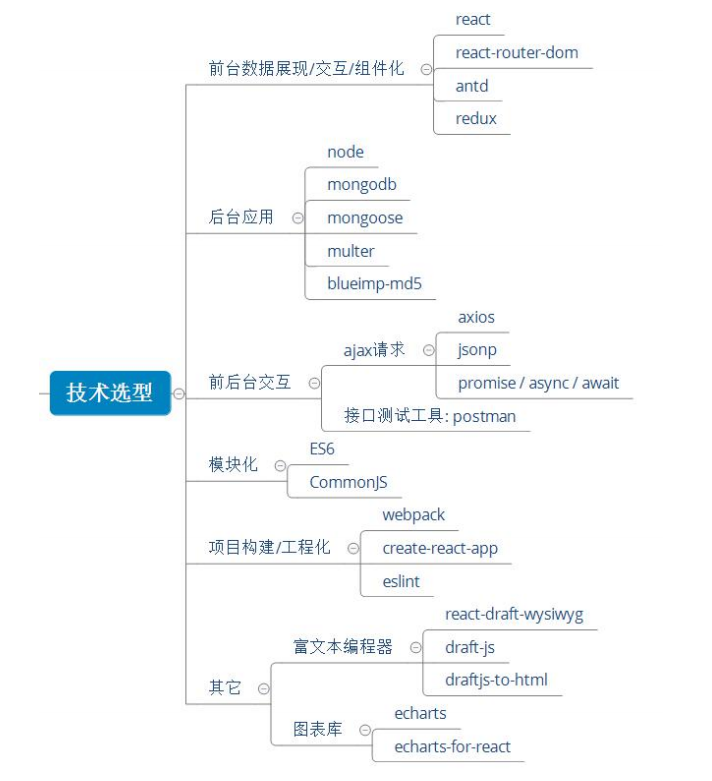 技术选型
前台数据展现/交互/组件化
react
react-router-dom
antd
redux
后台应用
node
mongodb
mongoose
multer
blueimp-md5
前后台交互
ajax请求
axios
jsonp
promise / async / await
接口测试工具: postman
模块化
ES6
CommonJS
项目构建/工程化
webpack
create-react-app
eslint
其它
富文本编程器
react-draft-wysiwyg
draft-js
draftjs-to-html
图表库
echarts
echarts-for-react